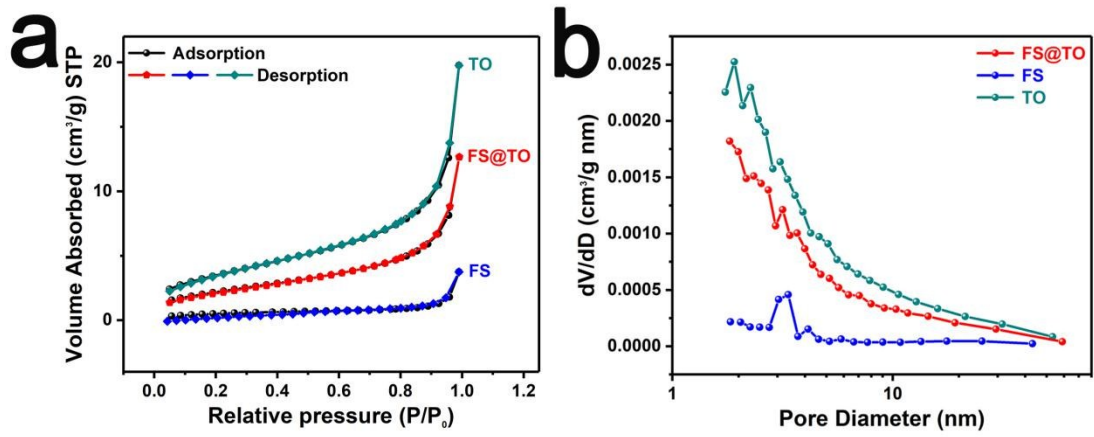 a
Volume Absorbed (cm³/g) STP
Adsorption
Desorption
TO
FS@TO
FS
20
10
0
0.0 0.2 0.4 0.6 0.8 1.0 1.2
Relative pressure (P/P₀)
b
dV/dD (cm³/g nm)
FS@TO
FS
TO
0.0025
0.0020
0.0015
0.0010
0.0005
0.0000
1 10
Pore Diameter (nm)